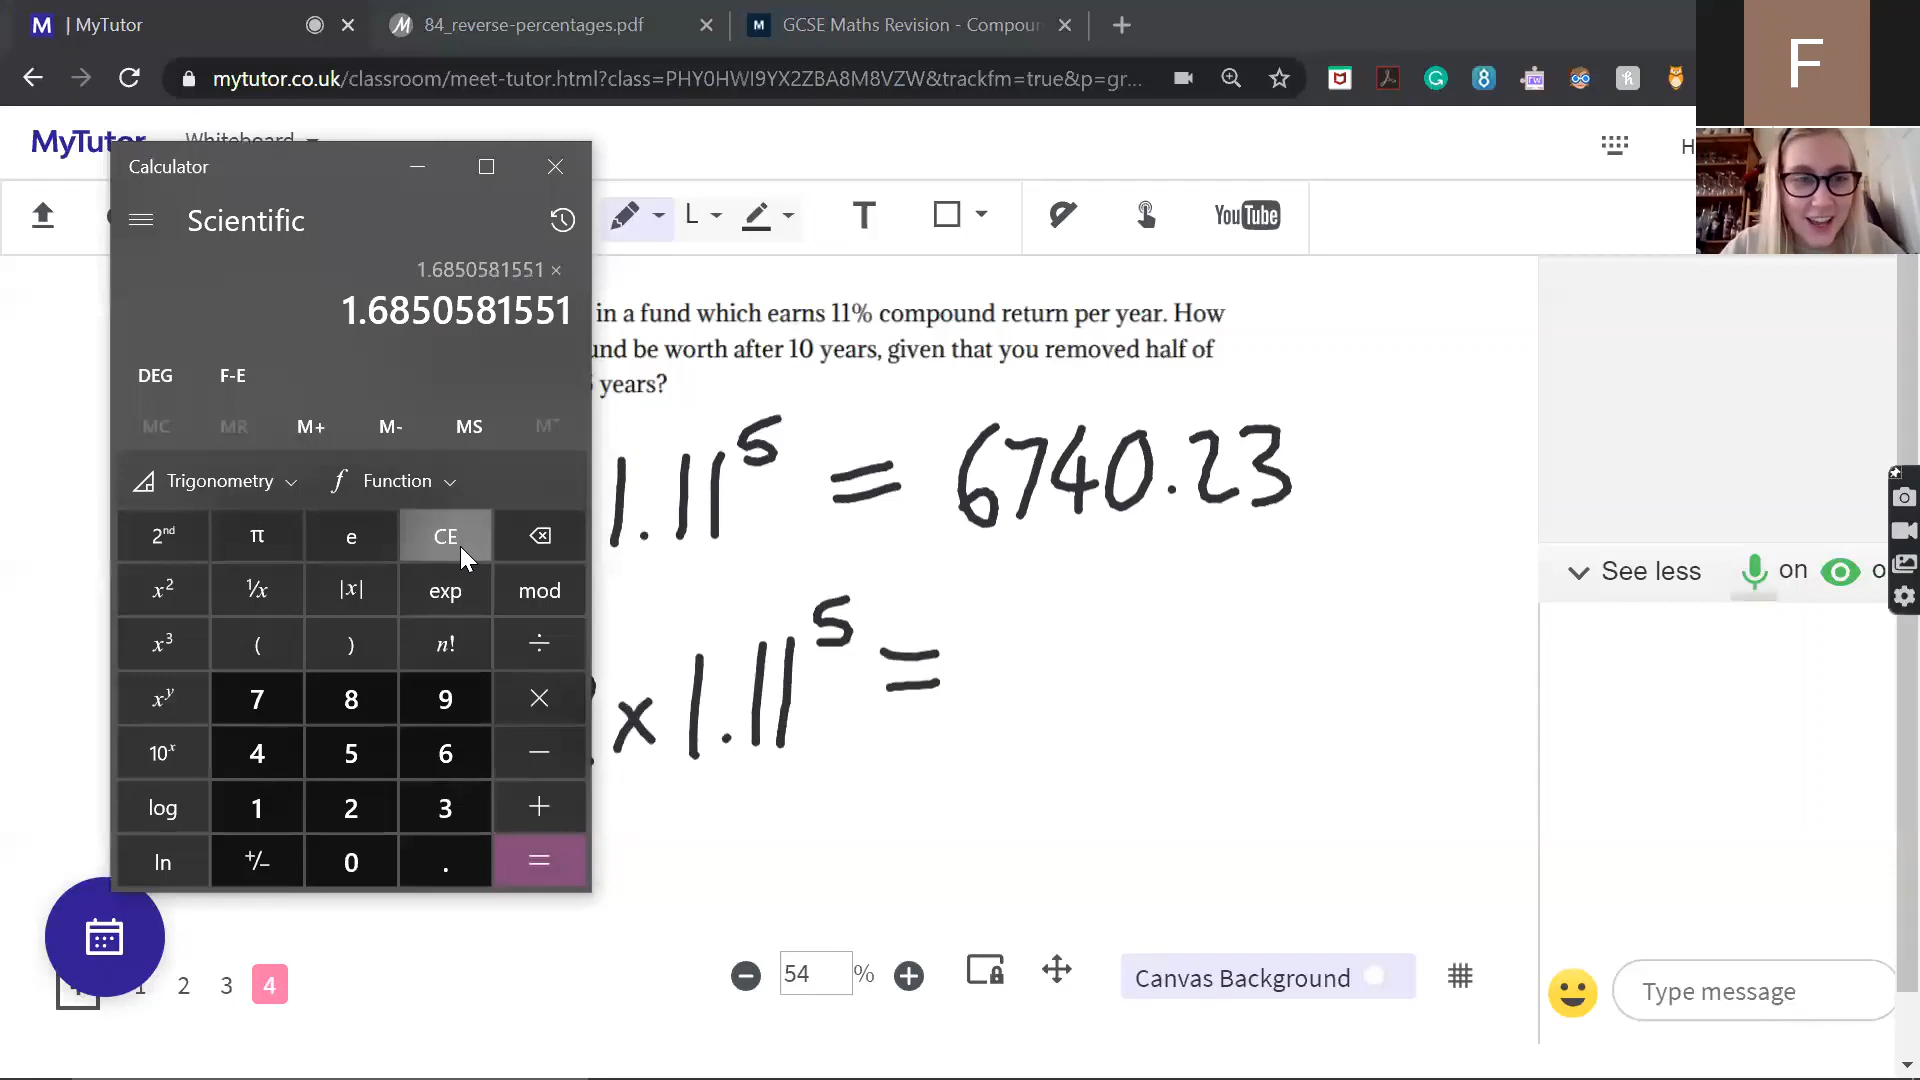 M | MyTutor
84_reverse-percentages.pdf
M GCSE Maths Revision - Compour
mytutor.co.uk/classroom/meet-tutor.html?class=PHY0HWI9YX2ZBA8M8VZW&trackfm=true&p=gr...
F
MyTutor Whiteboard
H
L T YouTube
Calculator
Scientific
1.6850581551 ×
1.6850581551
DEG F-E
MC MR M+ M- MS M
Trigonometry f Function
2nd π e CE
x² ¹/x |x| exp mod
x³ ( ) n! ÷
xʸ 7 8 9 ×
10ˣ 4 5 6 −
log 1 2 3 +
ln +/− 0 . =
in a fund which earns 11% compound return per year. How
und be worth after 10 years, given that you removed half of
years?
1.11⁵ = 6740.23
x 1.11⁵ =
See less on o
1 2 3 4
54 %
Canvas Background
Type message